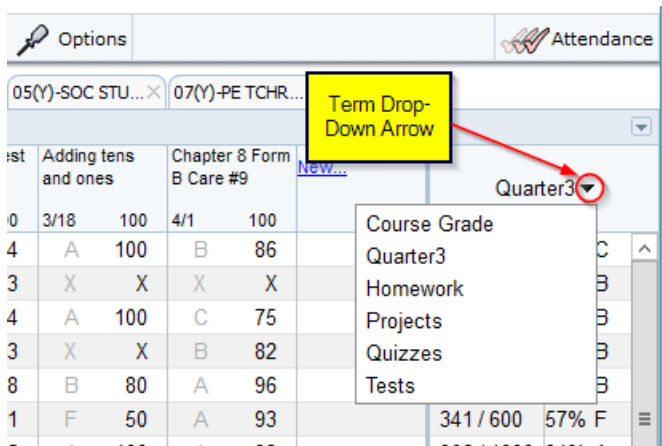 Options
Attendance
05(Y)-SOC STU... 07(Y)-PE TCHR...
Term Drop-
Down Arrow
Adding tens
and ones
Chapter 8 Form
B Care #9
New...
Quarter3
3/18 100 4/1 100
Course Grade
Quarter3
Homework
Projects
Quizzes
Tests
4 A 100 B 86 C
3 X X X X B
4 A 100 C 75 B
3 X X B 82 B
8 B 80 A 96 B
1 F 50 A 93 341 / 600 57% F